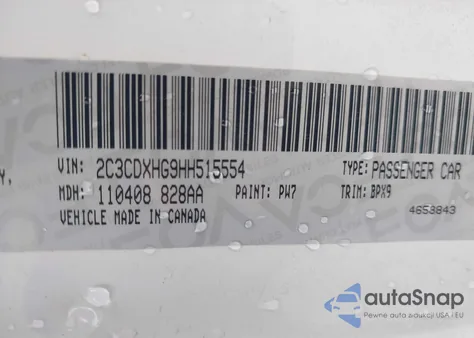 VIN: 2C3CDXHG9HH515554 TYPE: PASSENGER CAR
Y,
MDH: 110408 828AA PAINT: PW7 TRIM: BPX9
VEHICLE MADE IN CANADA 4653843
autoSnap
Pewne auta z aukcji USA i EU